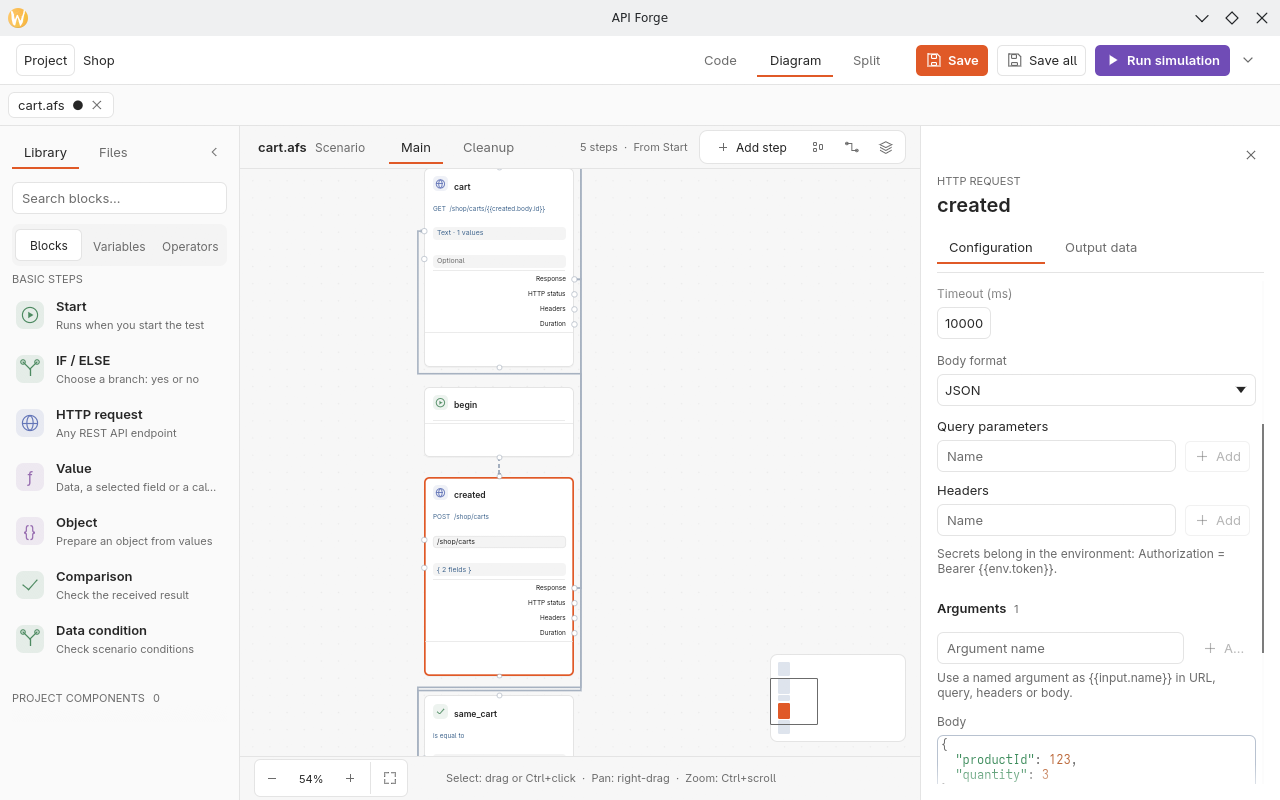 API Forge
Project
Shop
Code
Diagram
Split
Save
Save all
Run simulation
cart.afs
Library
Files
Search blocks...
Blocks
Variables
Operators
BASIC STEPS
Start
Runs when you start the test
IF / ELSE
Choose a branch: yes or no
HTTP request
Any REST API endpoint
Value
Data, a selected field or a cal...
Object
Prepare an object from values
Comparison
Check the received result
Data condition
Check scenario conditions
PROJECT COMPONENTS 0
cart.afs Scenario
Main
Cleanup
5 steps · From Start
Add step
cart
GET /shop/carts/{{created.body.id}}
Text · 1 values
Optional
Response
HTTP status
Headers
Duration
begin
created
POST /shop/carts
/shop/carts
{ 2 fields }
Response
HTTP status
Headers
Duration
same_cart
is equal to
54%
Select: drag or Ctrl+click · Pan: right-drag · Zoom: Ctrl+scroll
HTTP REQUEST
created
Configuration
Output data
Timeout (ms)
10000
Body format
JSON
Query parameters
Name
Add
Headers
Name
Add
Secrets belong in the environment: Authorization =
Bearer {{env.token}}.
Arguments 1
Argument name
A...
Use a named argument as {{input.name}} in URL,
query, headers or body.
Body
{
"productId": 123,
"quantity": 3